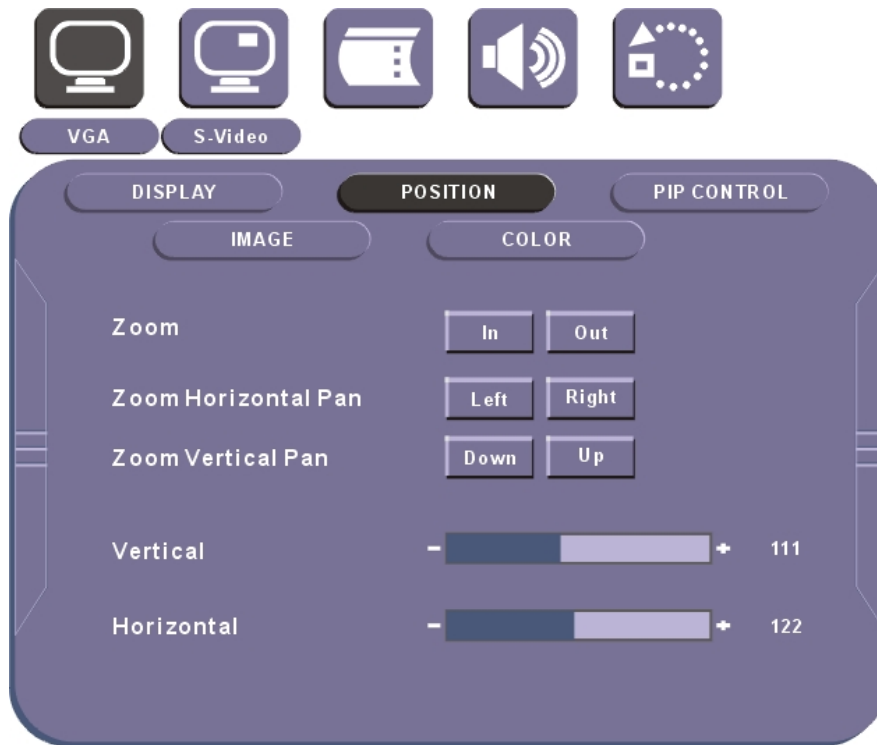 VGA S-Video
DISPLAY POSITION PIP CONTROL
IMAGE COLOR
Zoom In Out
Zoom Horizontal Pan Left Right
Zoom Vertical Pan Down Up
Vertical - + 111
Horizontal - + 122